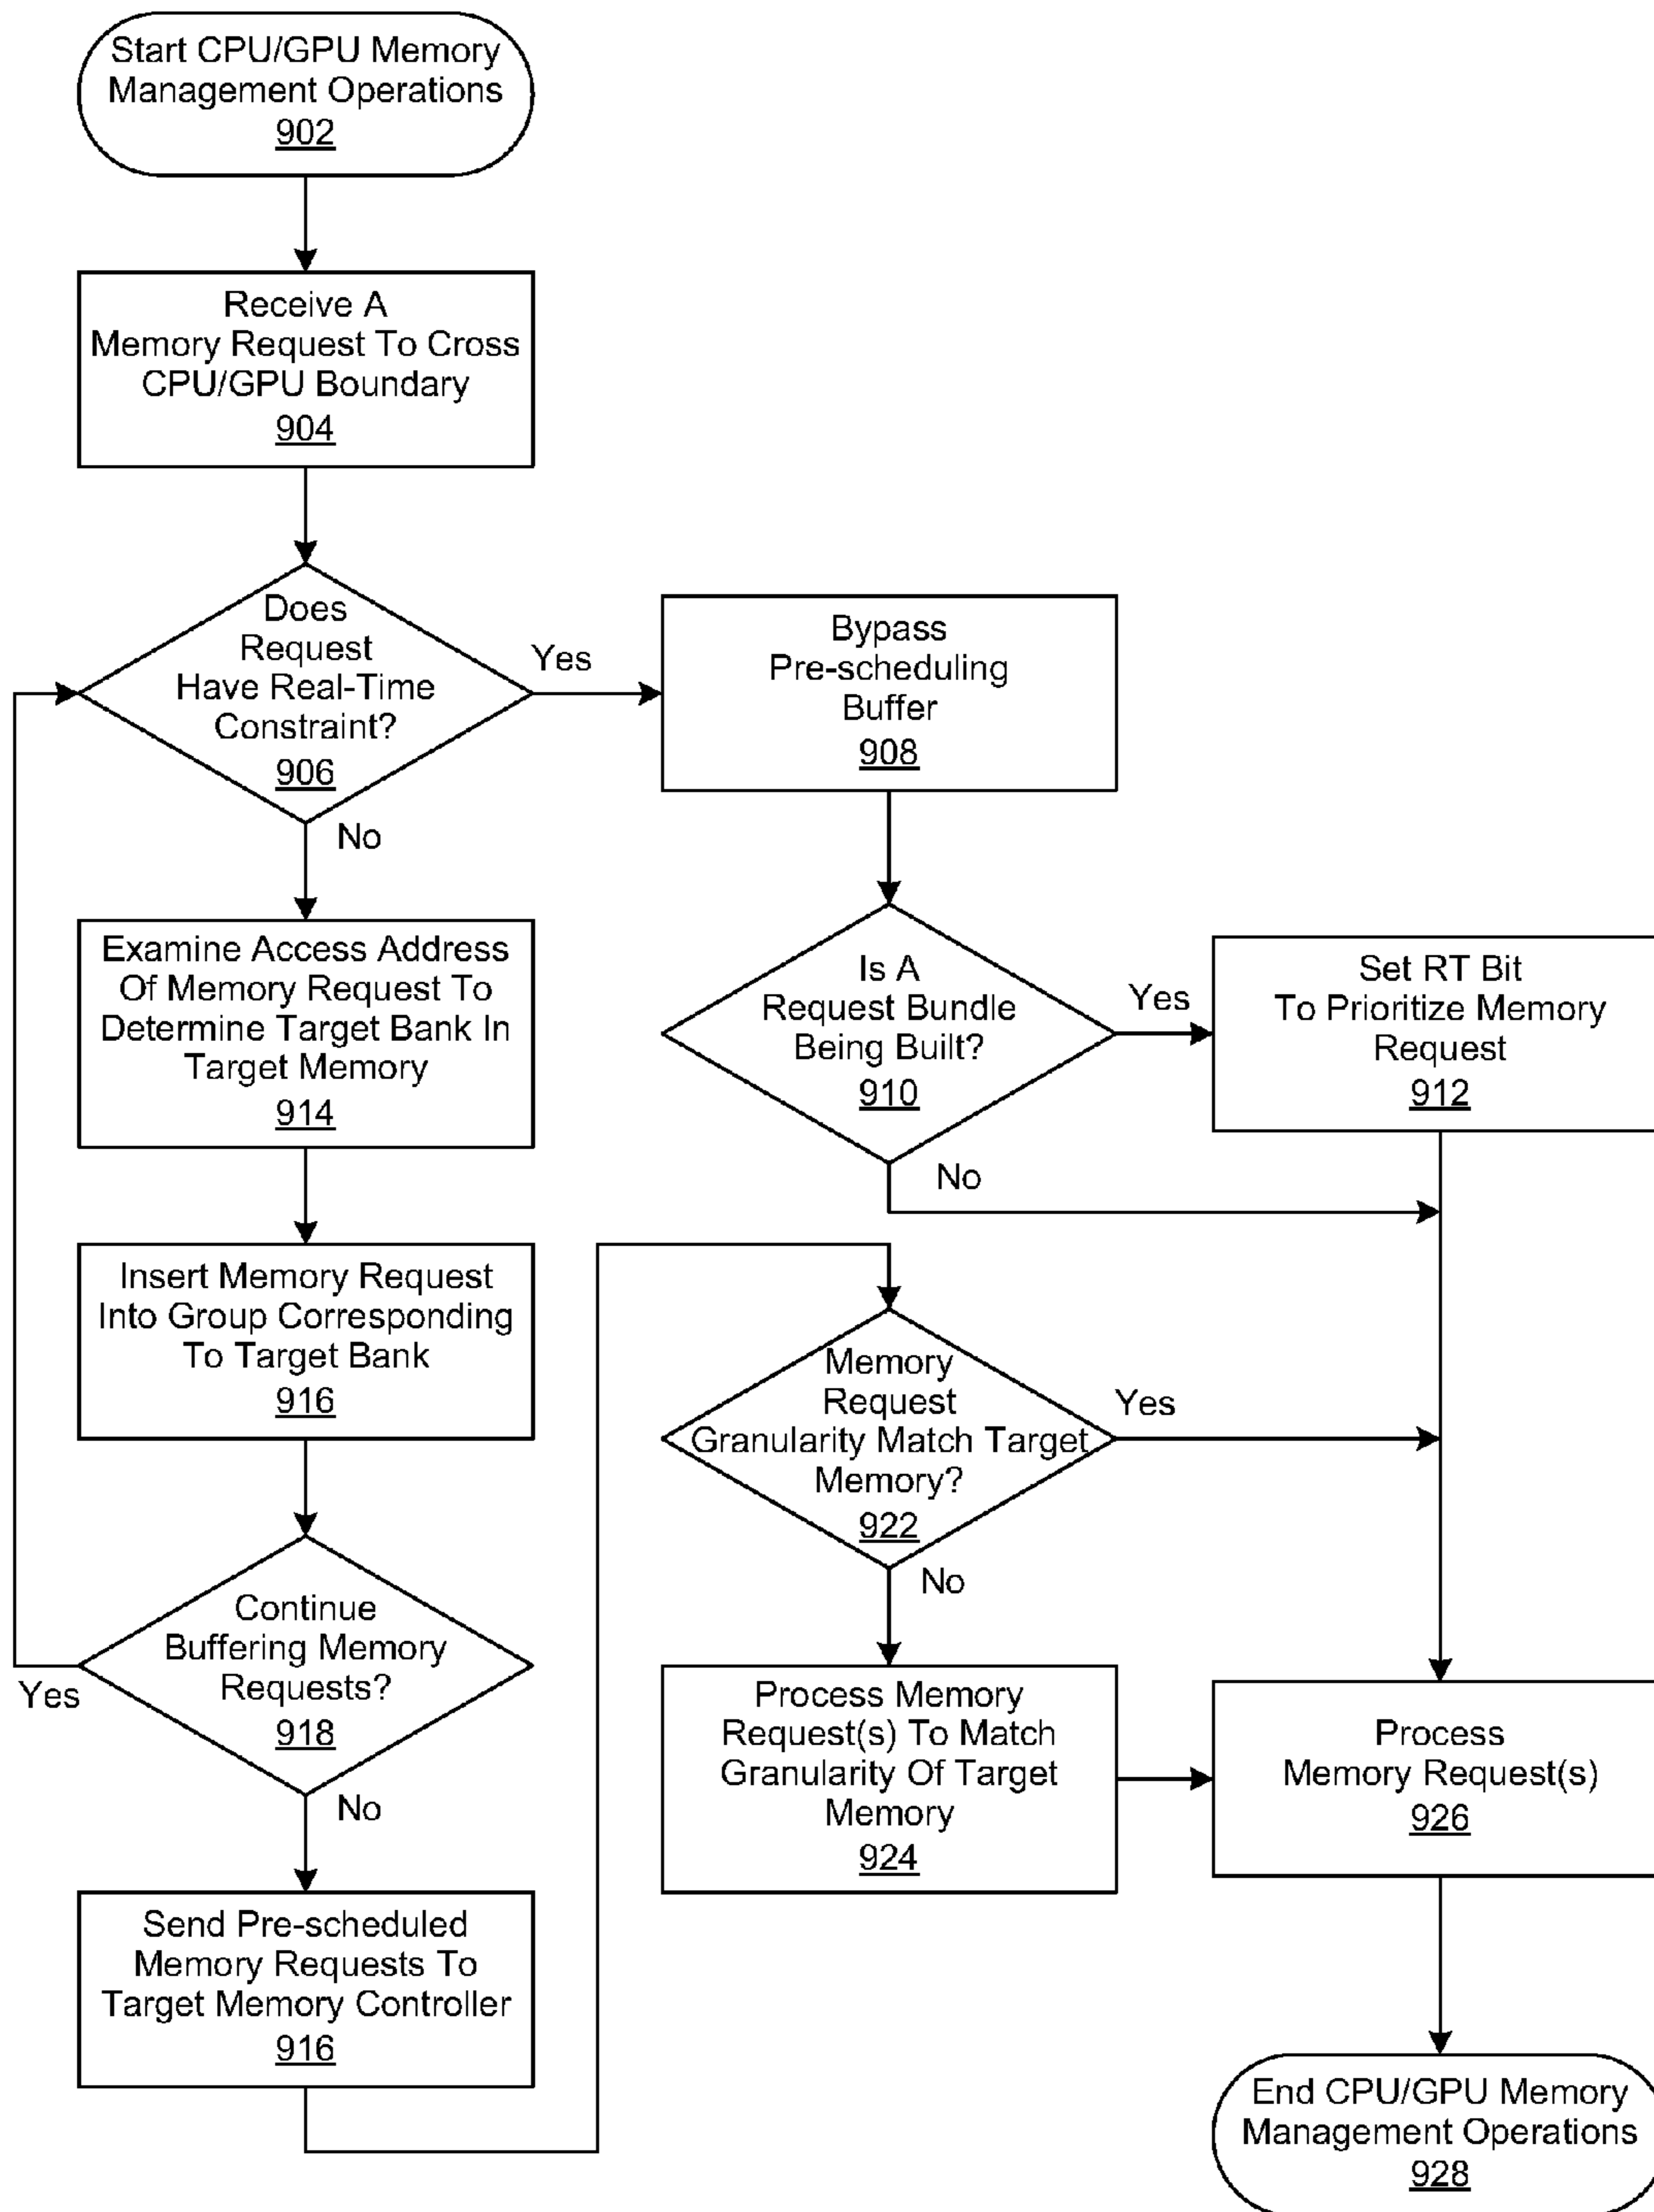 Start CPU/GPU Memory
Management Operations
902
Receive A
Memory Request To Cross
CPU/GPU Boundary
904
Does
Request
Have Real-Time
Constraint?
906
Yes
No
Bypass
Pre-scheduling
Buffer
908
Is A
Request Bundle
Being Built?
910
Yes
No
Set RT Bit
To Prioritize Memory
Request
912
Examine Access Address
Of Memory Request To
Determine Target Bank In
Target Memory
914
Insert Memory Request
Into Group Corresponding
To Target Bank
916
Continue
Buffering Memory
Requests?
918
Yes
No
Send Pre-scheduled
Memory Requests To
Target Memory Controller
916
Memory
Request
Granularity Match Target
Memory?
922
Yes
No
Process Memory
Request(s) To Match
Granularity Of Target
Memory
924
Process
Memory Request(s)
926
End CPU/GPU Memory
Management Operations
928